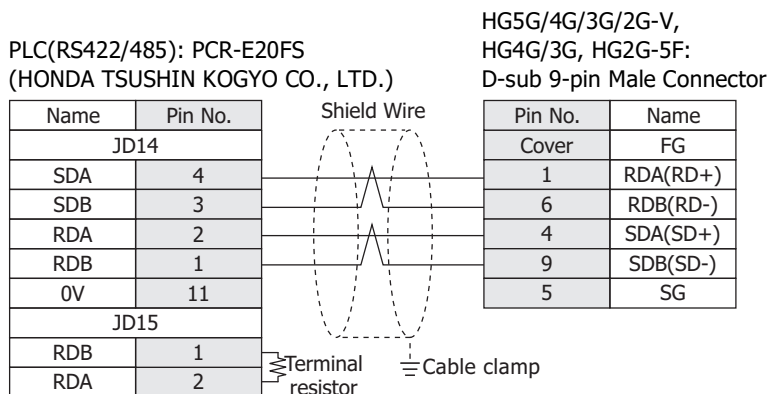 HG5G/4G/3G/2G-V,
PLC(RS422/485): PCR-E20FS HG4G/3G, HG2G-5F:
(HONDA TSUSHIN KOGYO CO., LTD.) D-sub 9-pin Male Connector
Name Pin No. Shield Wire Pin No. Name
JD14 Cover FG
SDA 4 1 RDA(RD+)
SDB 3 6 RDB(RD-)
RDA 2 4 SDA(SD+)
RDB 1 9 SDB(SD-)
0V 11 5 SG
JD15
RDB 1 Terminal Cable clamp
RDA 2 resistor